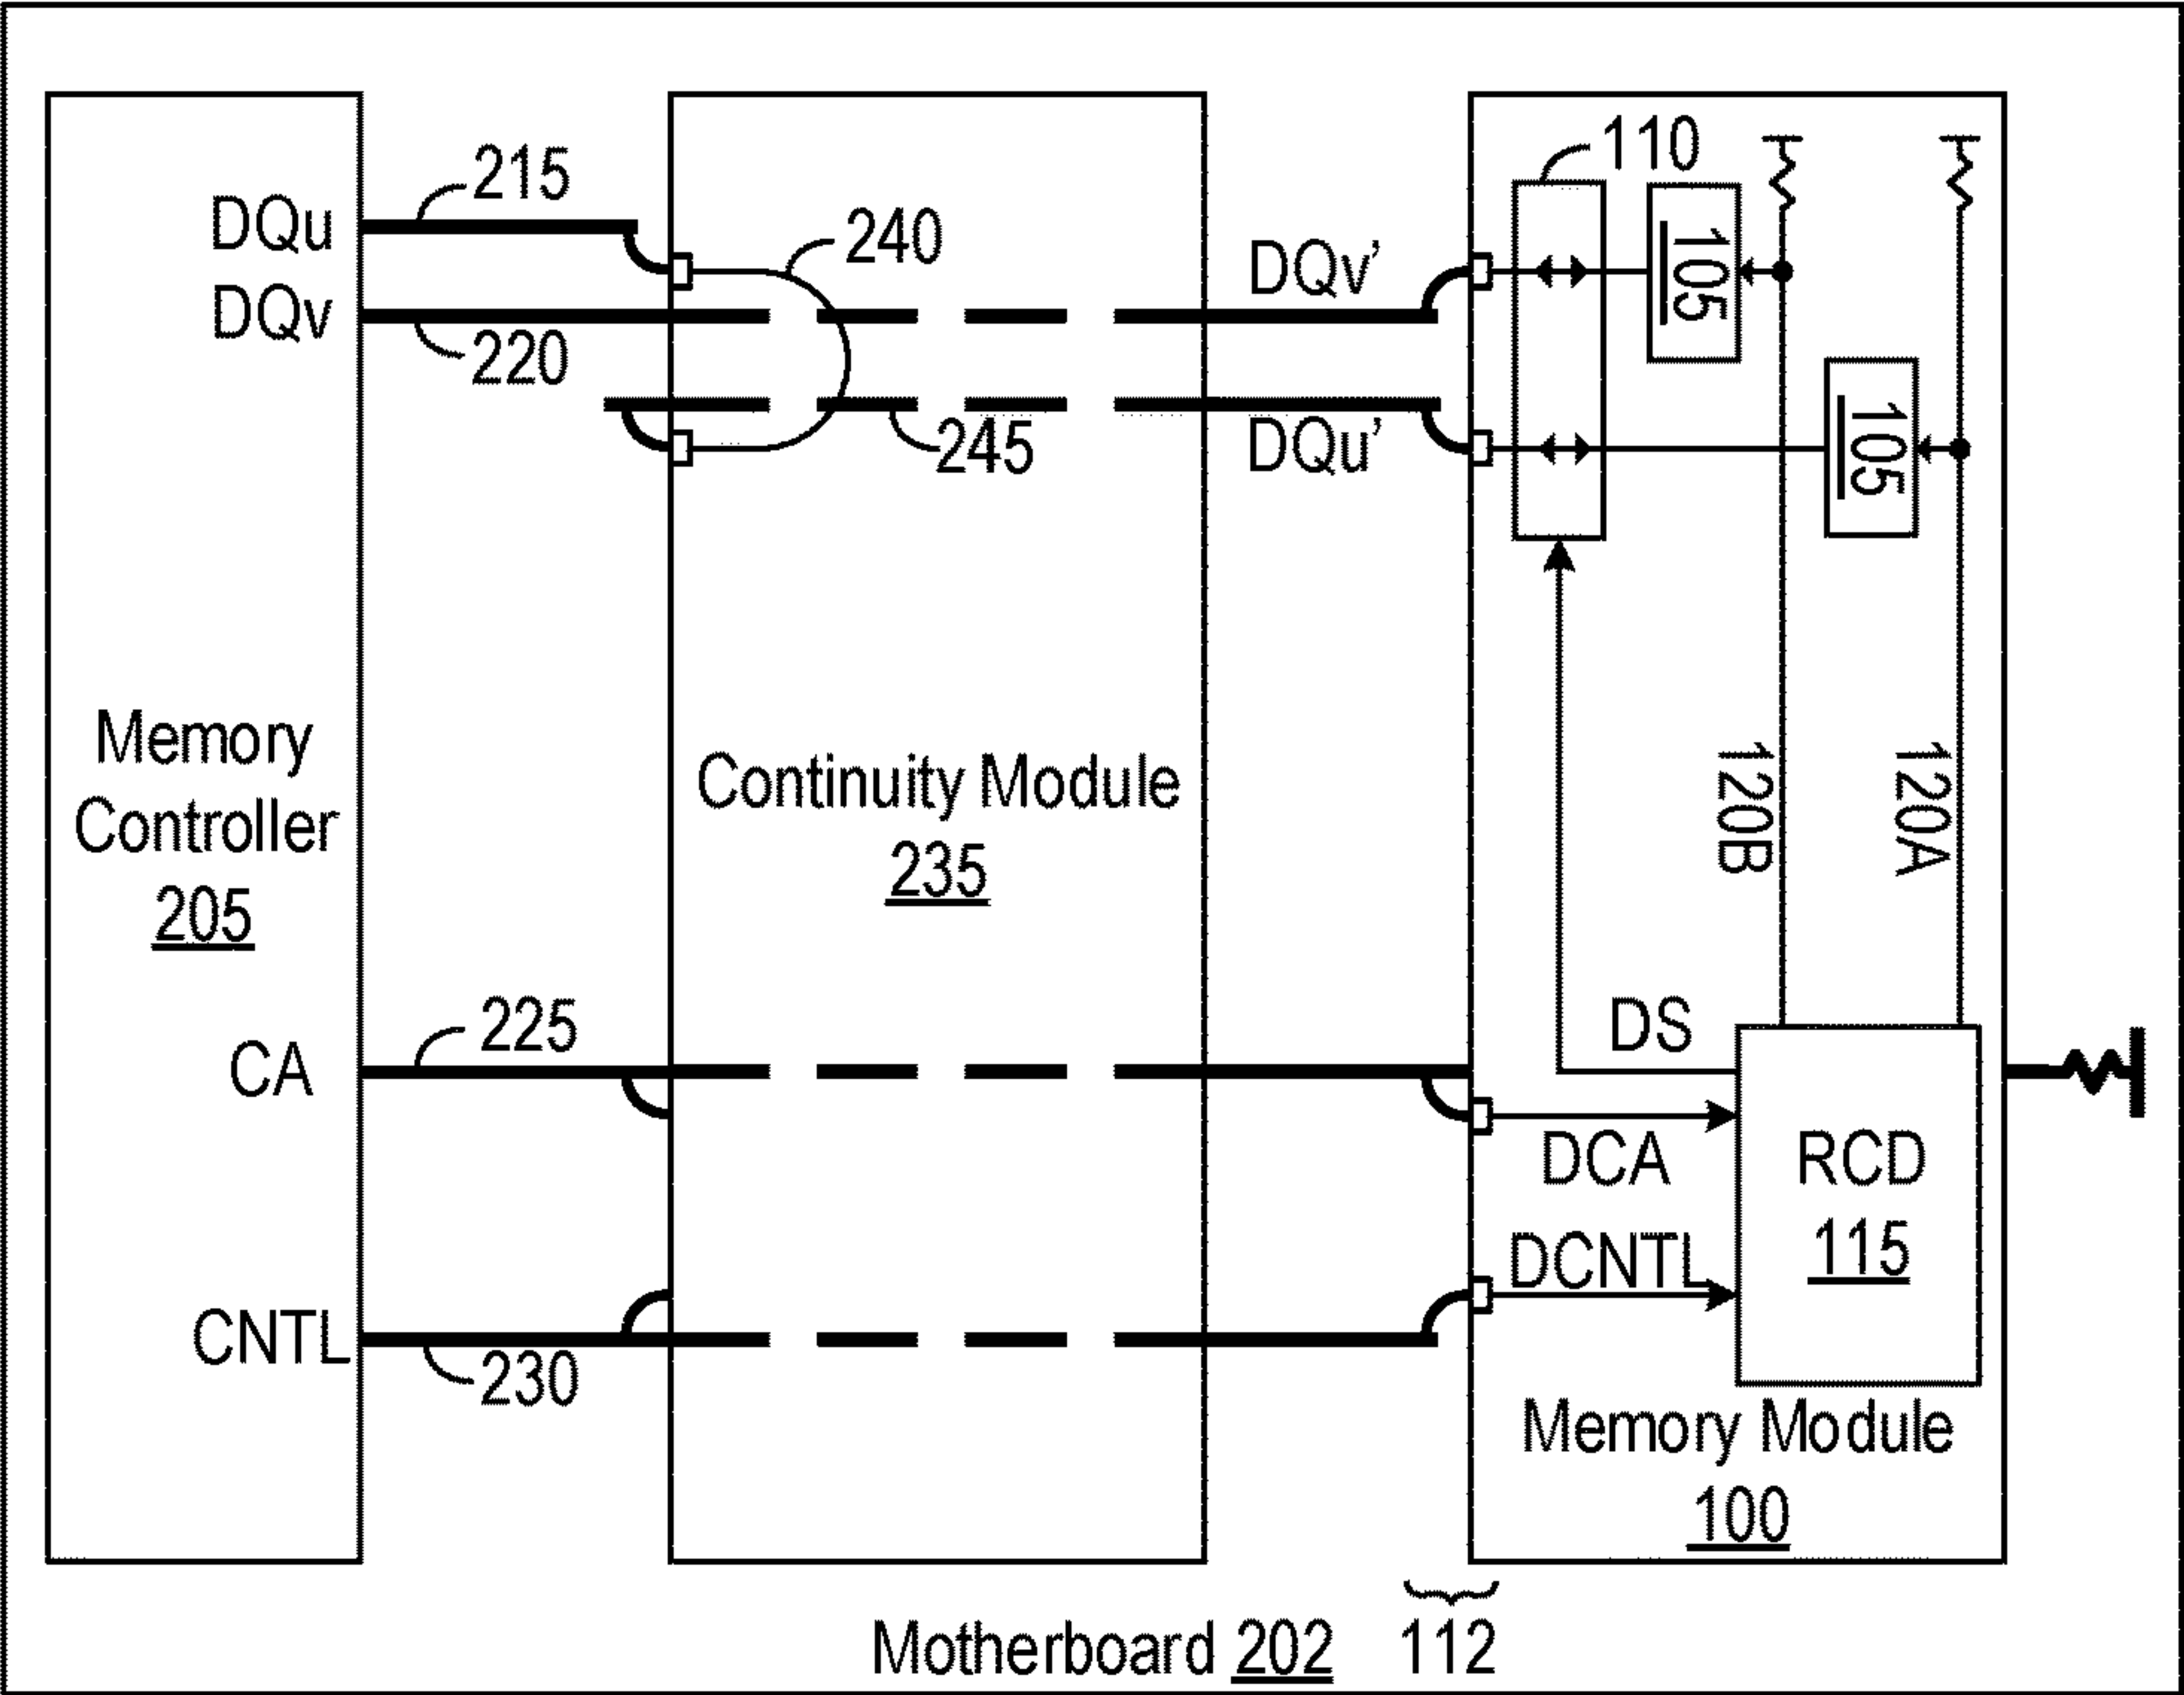 215
110
DQu
240
DQv'
105
DQv
220
245
DQu'
105
Memory
Controller
205
Continuity Module
235
120B
120A
225
DS
CA
DCA
RCD
115
DCNTL
CNTL
230
Memory Module
100
Motherboard 202
112